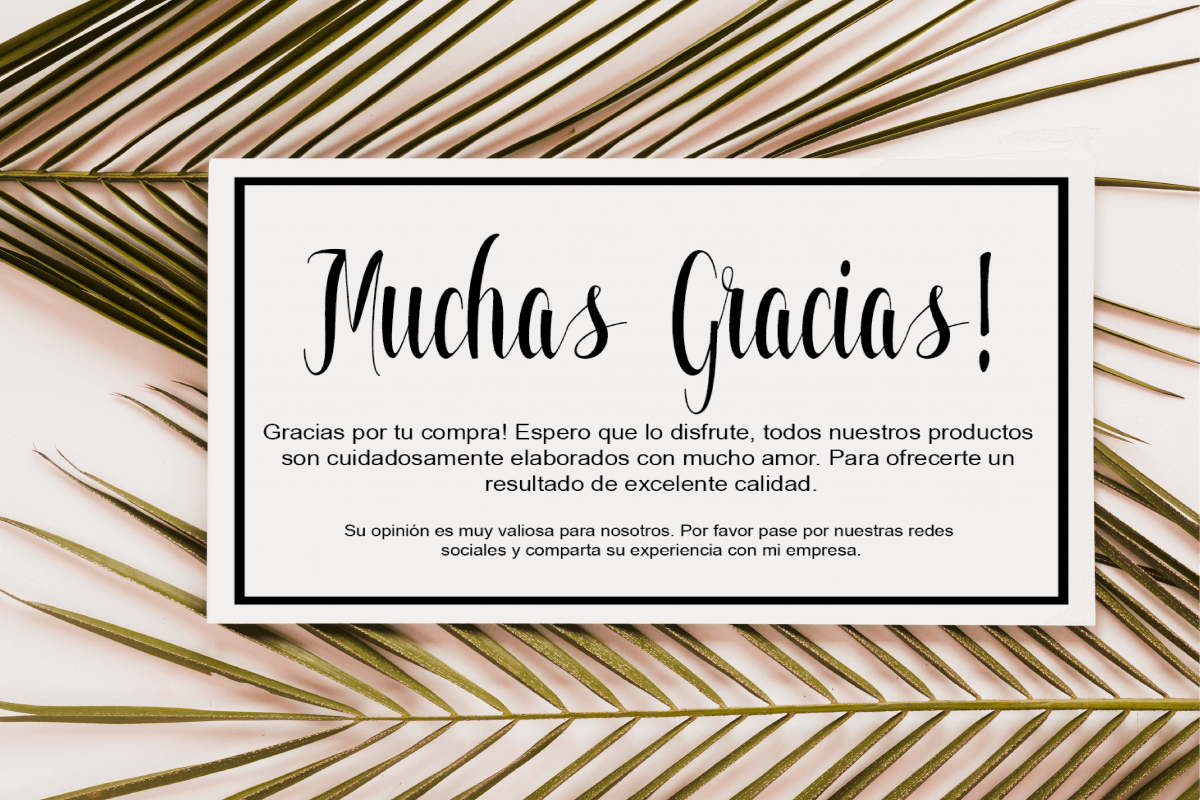 Muchas Gracias!
Gracias por tu compra! Espero que lo disfrute, todos nuestros productos
son cuidadosamente elaborados con mucho amor. Para ofrecerte un
resultado de excelente calidad.
Su opinión es muy valiosa para nosotros. Por favor pase por nuestras redes
sociales y comparta su experiencia con mi empresa.